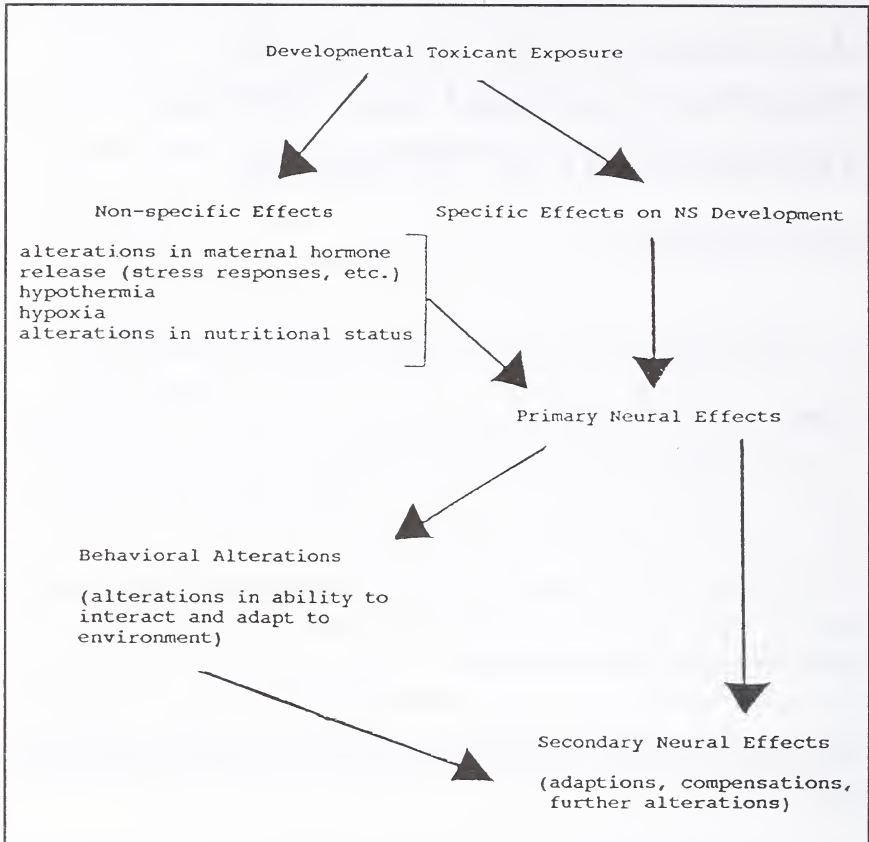 Developmental Toxicant Exposure
Non-specific Effects
Specific Effects on NS Development
alterations in maternal hormone
release (stress responses, etc.)
hypothermia
hypoxia
alterations in nutritional status
Primary Neural Effects
Behavioral Alterations
(alterations in ability to
interact and adapt to
environment)
Secondary Neural Effects
(adaptions, compensations,
further alterations)